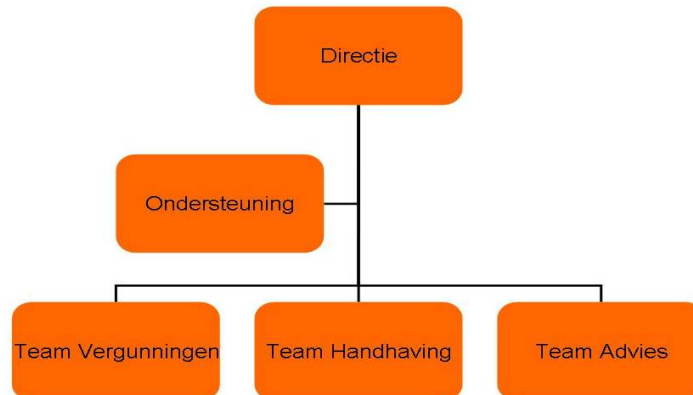 Directie
Ondersteuning
Team Vergunningen
Team Handhaving
Team Advies